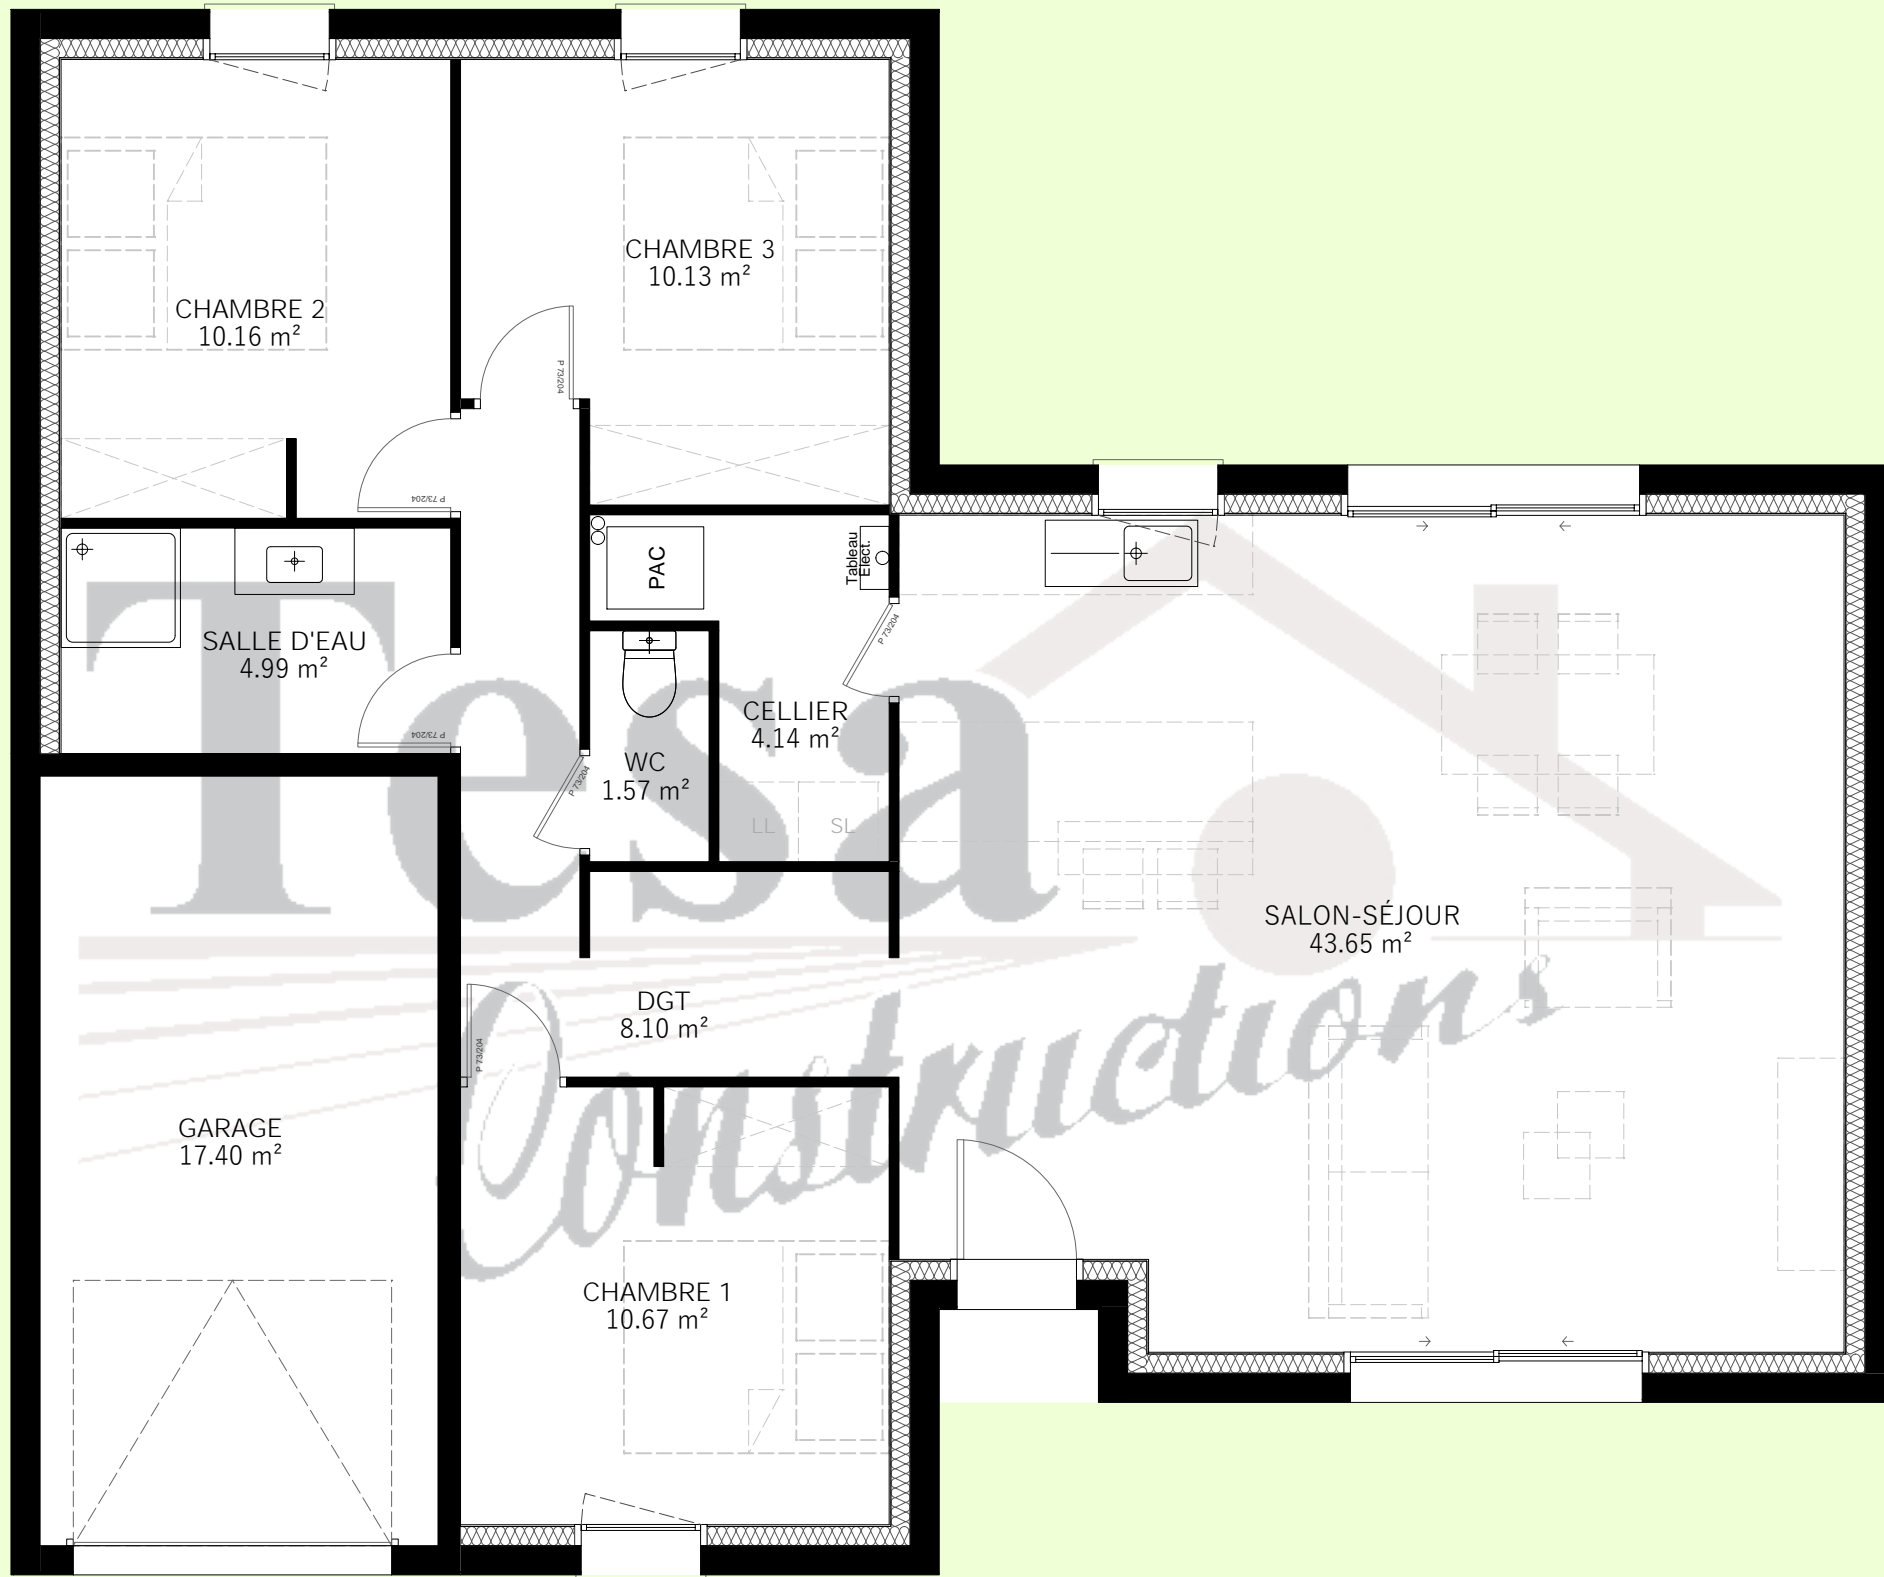 CHAMBRE 2
10.16 m²
CHAMBRE 3
10.13 m²
P 73/204
P 73/204
PAC
Tableau
Elect.
P 73/204
SALLE D'EAU
4.99 m²
P 73/204
CELLIER
4.14 m²
WC
1.57 m²
P 73/204
LL
SL
Tesa
Constructions
SALON-SÉJOUR
43.65 m²
DGT
8.10 m²
P 73/204
GARAGE
17.40 m²
CHAMBRE 1
10.67 m²